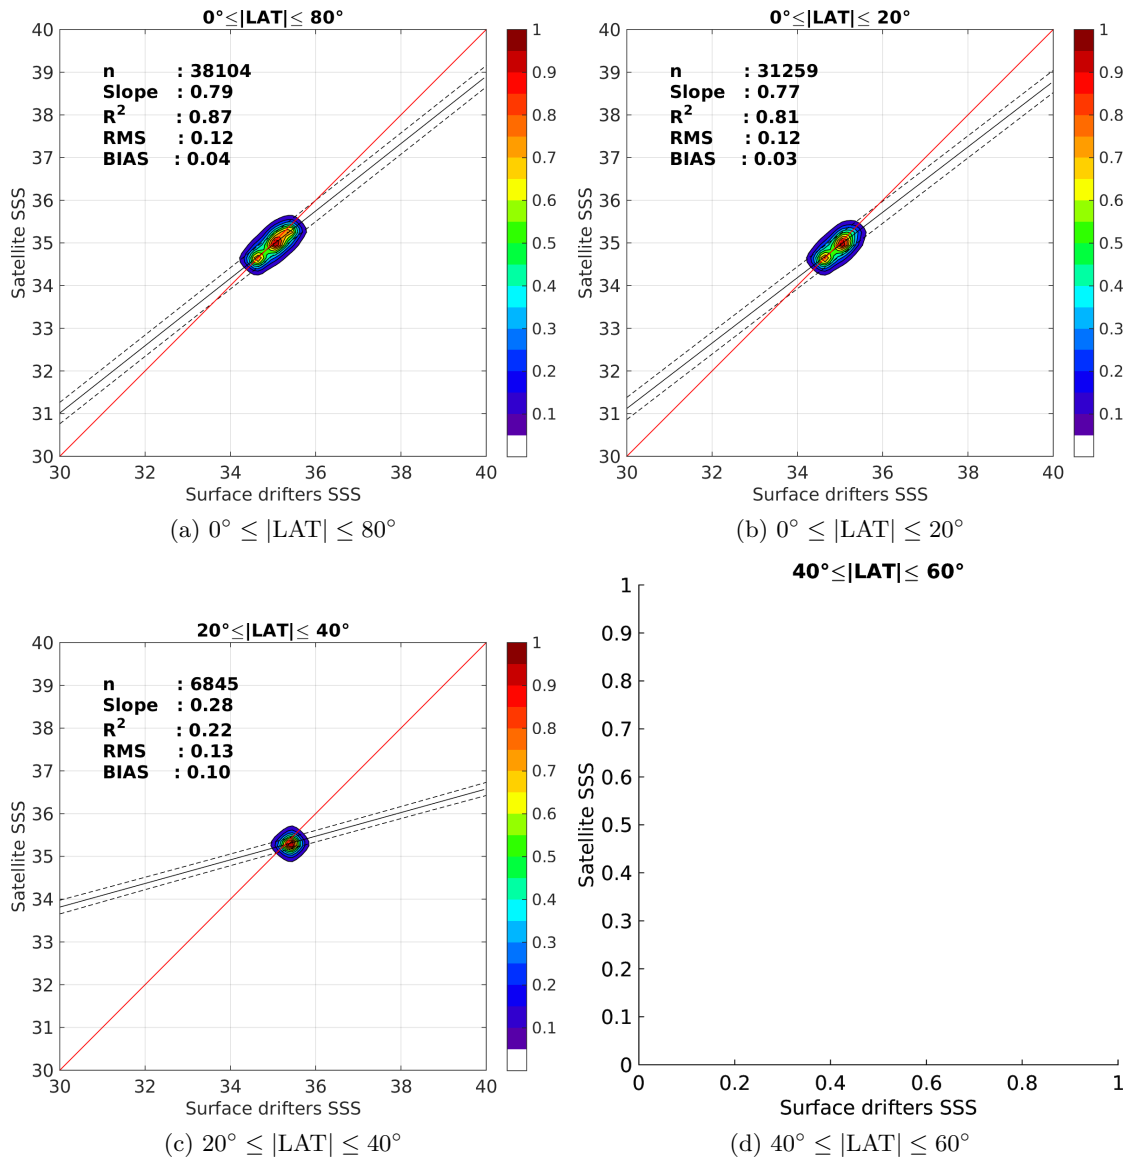 0°≤|LAT|≤ 80°
40
39
38
37
36
35
34
33
32
31
30
Satellite SSS
n : 38104
Slope : 0.79
R² : 0.87
RMS : 0.12
BIAS : 0.04
30 32 34 36 38 40
Surface drifters SSS
1
0.9
0.8
0.7
0.6
0.5
0.4
0.3
0.2
0.1
(a) 0° ≤ |LAT| ≤ 80°
0°≤|LAT|≤ 20°
40
39
38
37
36
35
34
33
32
31
30
Satellite SSS
n : 31259
Slope : 0.77
R² : 0.81
RMS : 0.12
BIAS : 0.03
30 32 34 36 38 40
Surface drifters SSS
1
0.9
0.8
0.7
0.6
0.5
0.4
0.3
0.2
0.1
(b) 0° ≤ |LAT| ≤ 20°
20°≤|LAT|≤ 40°
40
39
38
37
36
35
34
33
32
31
30
Satellite SSS
n : 6845
Slope : 0.28
R² : 0.22
RMS : 0.13
BIAS : 0.10
30 32 34 36 38 40
Surface drifters SSS
1
0.9
0.8
0.7
0.6
0.5
0.4
0.3
0.2
0.1
(c) 20° ≤ |LAT| ≤ 40°
40°≤|LAT|≤ 60°
1
0.9
0.8
0.7
0.6
0.5
0.4
0.3
0.2
0.1
0
Satellite SSS
0 0.2 0.4 0.6 0.8 1
Surface drifters SSS
(d) 40° ≤ |LAT| ≤ 60°